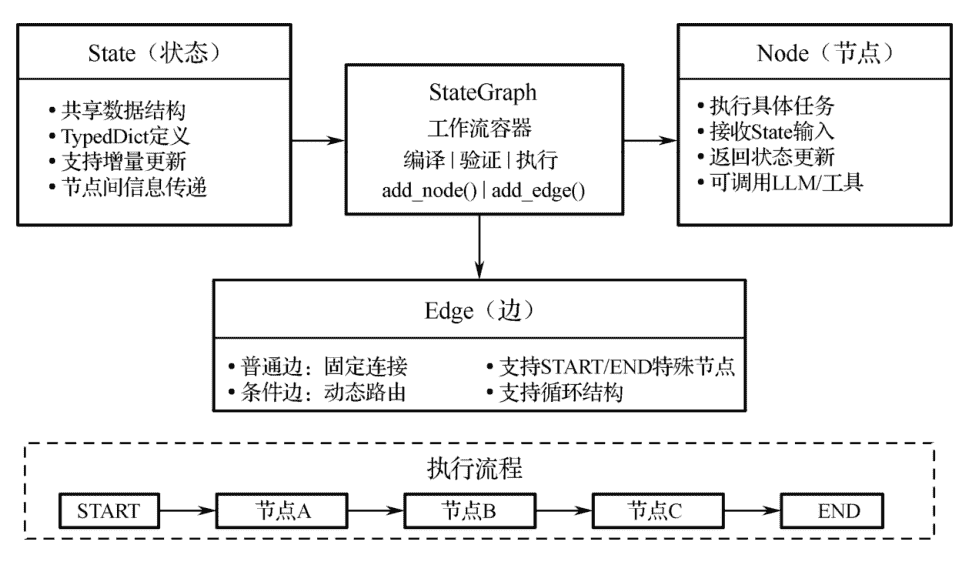 State（状态）
• 共享数据结构
• TypedDict定义
• 支持增量更新
• 节点间信息传递
StateGraph
工作流容器
编译 | 验证 | 执行
add_node() | add_edge()
Node（节点）
• 执行具体任务
• 接收State输入
• 返回状态更新
• 可调用LLM/工具
Edge（边）
• 普通边：固定连接
• 条件边：动态路由
• 支持START/END特殊节点
• 支持循环结构
执行流程
START
节点A
节点B
节点C
END